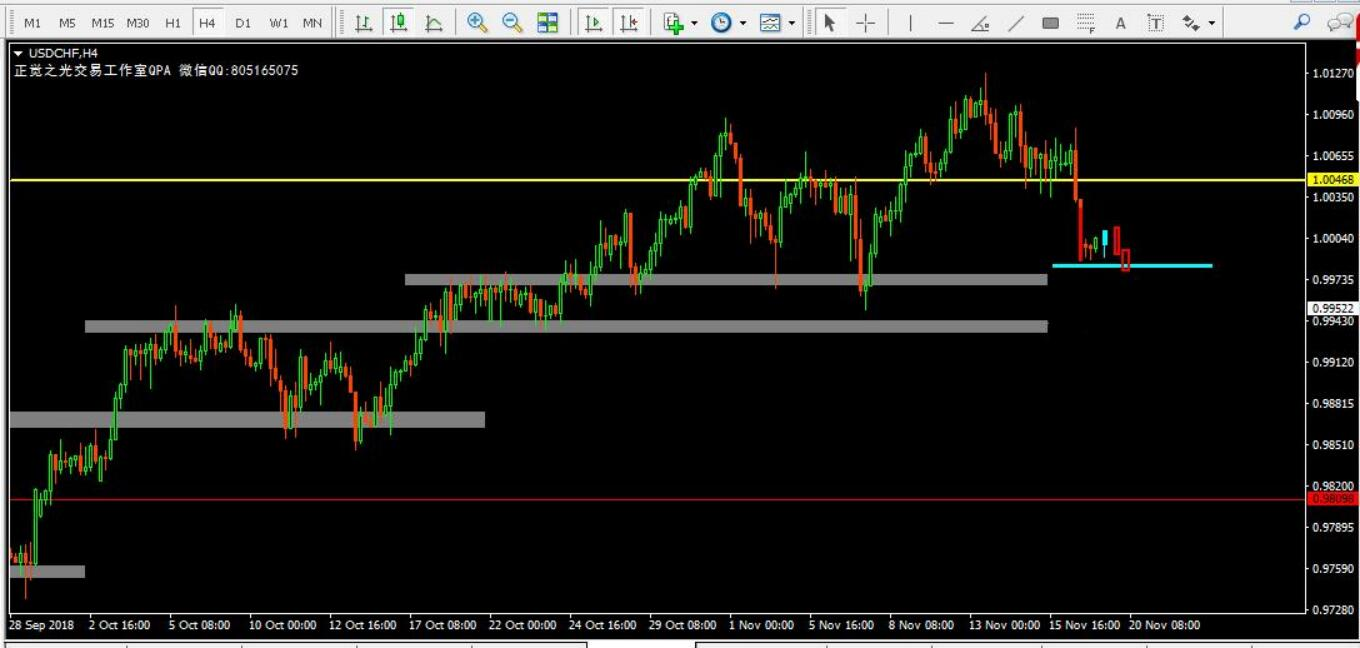 M1 M5 M15 M30 H1 H4 D1 W1 MN
A T
F
USDCHF,H4
正觉之光交易工作室QPA 微信QQ:805165075
1.01270
1.00960
1.00655
1.00468
1.00350
1.00040
0.99735
0.99522
0.99430
0.99120
0.98815
0.98510
0.98200
0.98098
0.97895
0.97590
0.97280
28 Sep 2018 2 Oct 16:00 5 Oct 08:00 10 Oct 00:00 12 Oct 16:00 17 Oct 08:00 22 Oct 00:00 24 Oct 16:00 29 Oct 08:00 1 Nov 00:00 5 Nov 16:00 8 Nov 08:00 13 Nov 00:00 15 Nov 16:00 20 Nov 08:00